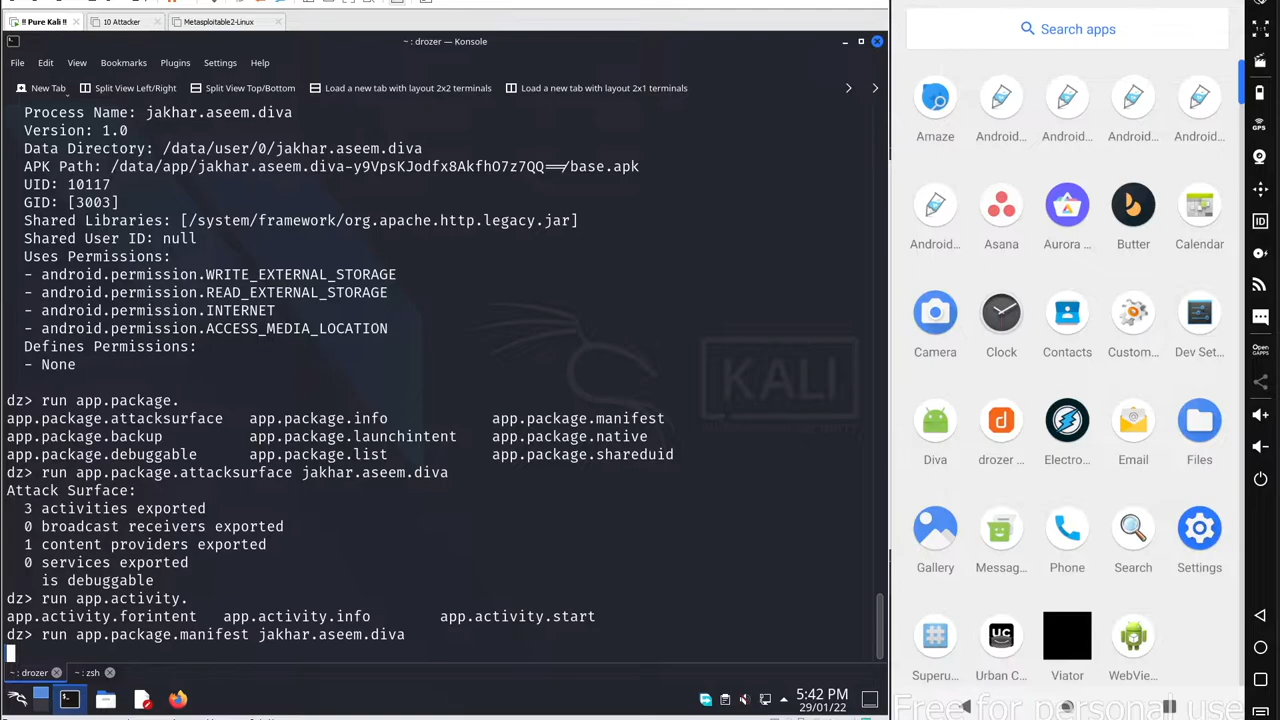 !! Pure Kali !!
10 Attacker
Metasploitable2-Linux
~ : drozer — Konsole
File Edit View Bookmarks Plugins Settings Help
New Tab Split View Left/Right Split View Top/Bottom Load a new tab with layout 2x2 terminals Load a new tab with layout 2x1 terminals
Process Name: jakhar.aseem.diva
Version: 1.0
Data Directory: /data/user/0/jakhar.aseem.diva
APK Path: /data/app/jakhar.aseem.diva-y9VpsKJodfx8AkfhO7z7QQ==/base.apk
UID: 10117
GID: [3003]
Shared Libraries: [/system/framework/org.apache.http.legacy.jar]
Shared User ID: null
Uses Permissions:
- android.permission.WRITE_EXTERNAL_STORAGE
- android.permission.READ_EXTERNAL_STORAGE
- android.permission.INTERNET
- android.permission.ACCESS_MEDIA_LOCATION
Defines Permissions:
- None
dz> run app.package.
app.package.attacksurface app.package.info app.package.manifest
app.package.backup app.package.launchintent app.package.native
app.package.debuggable app.package.list app.package.shareduid
dz> run app.package.attacksurface jakhar.aseem.diva
Attack Surface:
3 activities exported
0 broadcast receivers exported
1 content providers exported
0 services exported
is debuggable
dz> run app.activity.
app.activity.forintent app.activity.info app.activity.start
dz> run app.package.manifest jakhar.aseem.diva
~ : drozer
~ : zsh
5:42 PM
29/01/22
KALI
Search apps
Amaze Android... Android... Android... Android...
Android... Asana Aurora ... Butter Calendar
Camera Clock Contacts Custom... Dev Set...
Diva drozer ... Electro... Email Files
Gallery Messag... Phone Search Settings
Superu... Urban C... Viator WebVie...
Free for personal use
GPS
ID
Open
GAPPS
1:1
UC